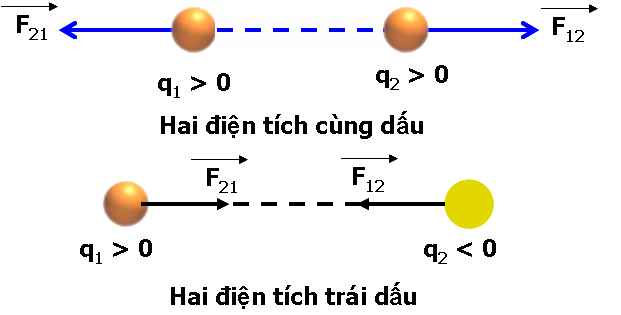 F21 F12
q1 > 0 q2 > 0
Hai điện tích cùng dấu
F21 F12
q1 > 0 q2 < 0
Hai điện tích trái dấu